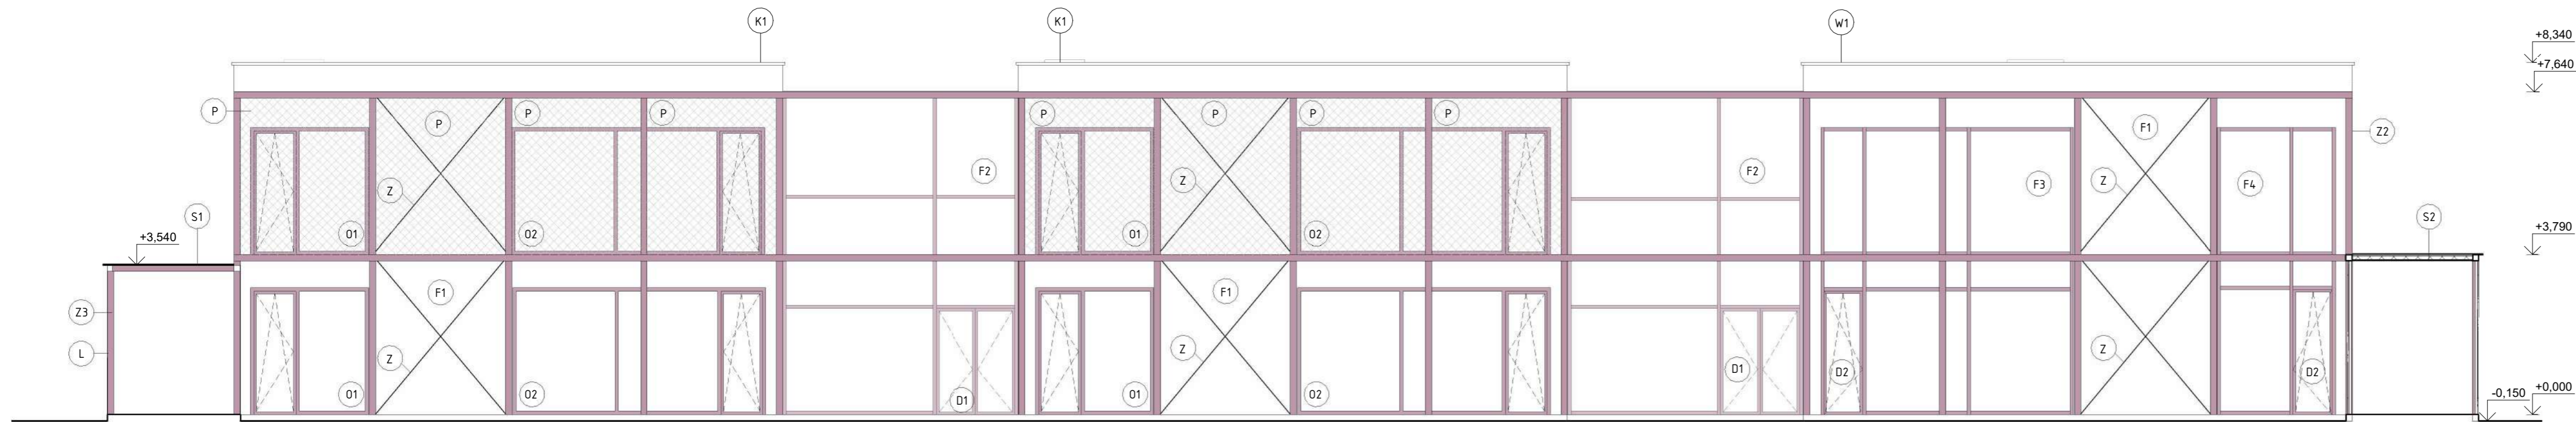 K1
K1
W1
+8,340
+7,640
P
P
P
P
P
P
P
P
F1
Z2
F2
F2
Z
Z
Z
F3
F4
S1
S2
+3,540
O1
O2
O1
O2
+3,790
F1
F1
Z3
L
Z
Z
Z
D1
D2
D2
O1
O2
D1
O1
O2
-0,150
+0,000